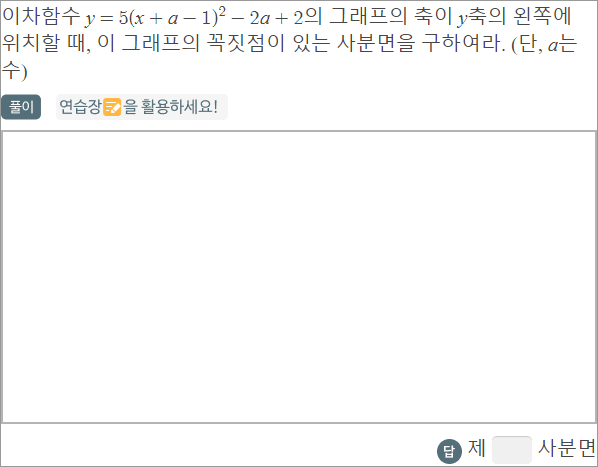 이차함수 y = 5(x + a − 1)² − 2a + 2의 그래프의 축이 y축의 왼쪽에
위치할 때, 이 그래프의 꼭짓점이 있는 사분면을 구하여라. (단, a는
수)
풀이 연습장을 활용하세요!
답 제 사분면